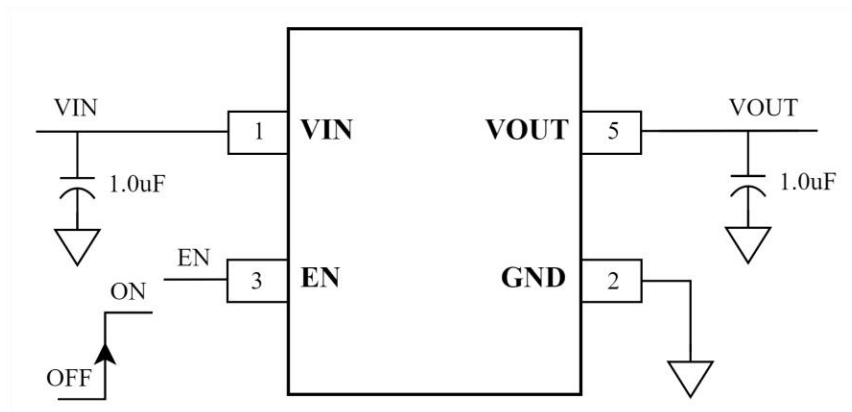 VIN
1
VIN
1.0uF
VOUT
5
VOUT
1.0uF
EN
3
EN
GND
2
ON
OFF